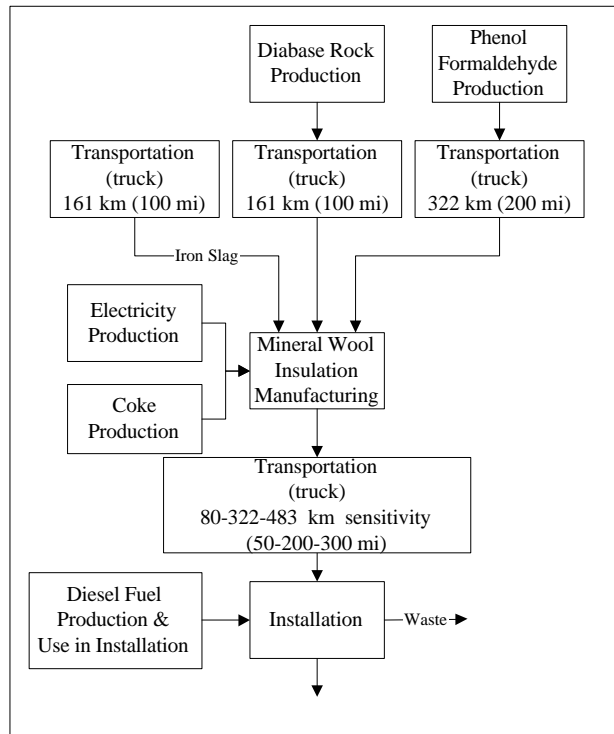 Diabase Rock
Production
Phenol
Formaldehyde
Production
Transportation
(truck)
161 km (100 mi)
Transportation
(truck)
161 km (100 mi)
Transportation
(truck)
322 km (200 mi)
Iron Slag
Electricity
Production
Coke
Production
Mineral Wool
Insulation
Manufacturing
Transportation
(truck)
80-322-483 km sensitivity
(50-200-300 mi)
Diesel Fuel
Production &
Use in Installation
Installation
Waste